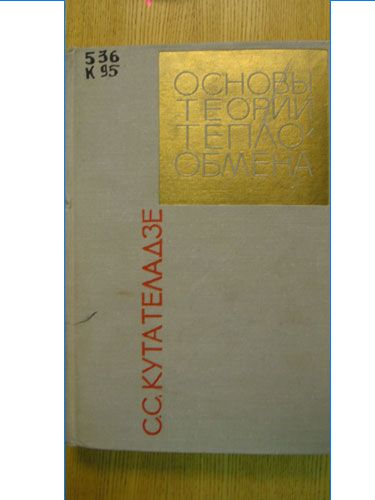 536
К 95
ОСНОВЫ
ТЕОРИИ
ТЕПЛО-
ОБМЕНА
С.С. КУТАТЕЛАДЗЕ